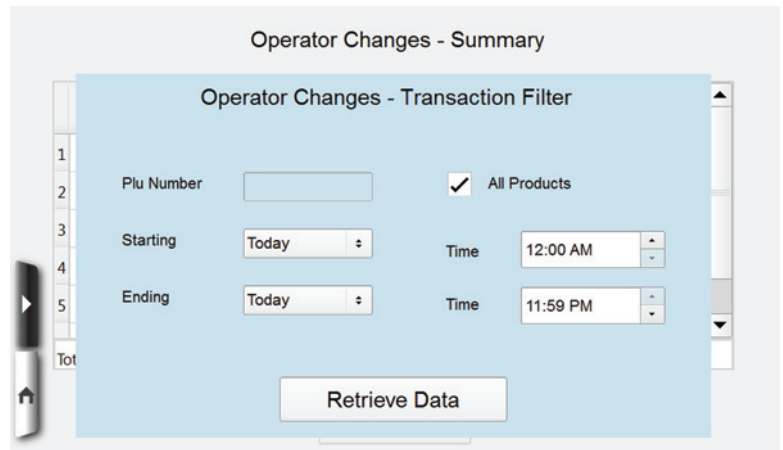 Operator Changes - Summary
Operator Changes - Transaction Filter
1
Plu Number
All Products
2
3
Starting
Today
Time
12:00 AM
4
Ending
Today
Time
11:59 PM
5
Tot
Retrieve Data